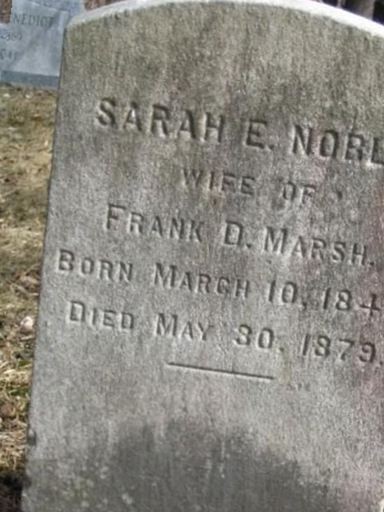 SARAH E. NOBL
WIFE OF
FRANK D. MARSH.
BORN MARCH 10, 184
DIED MAY 30, 1879.